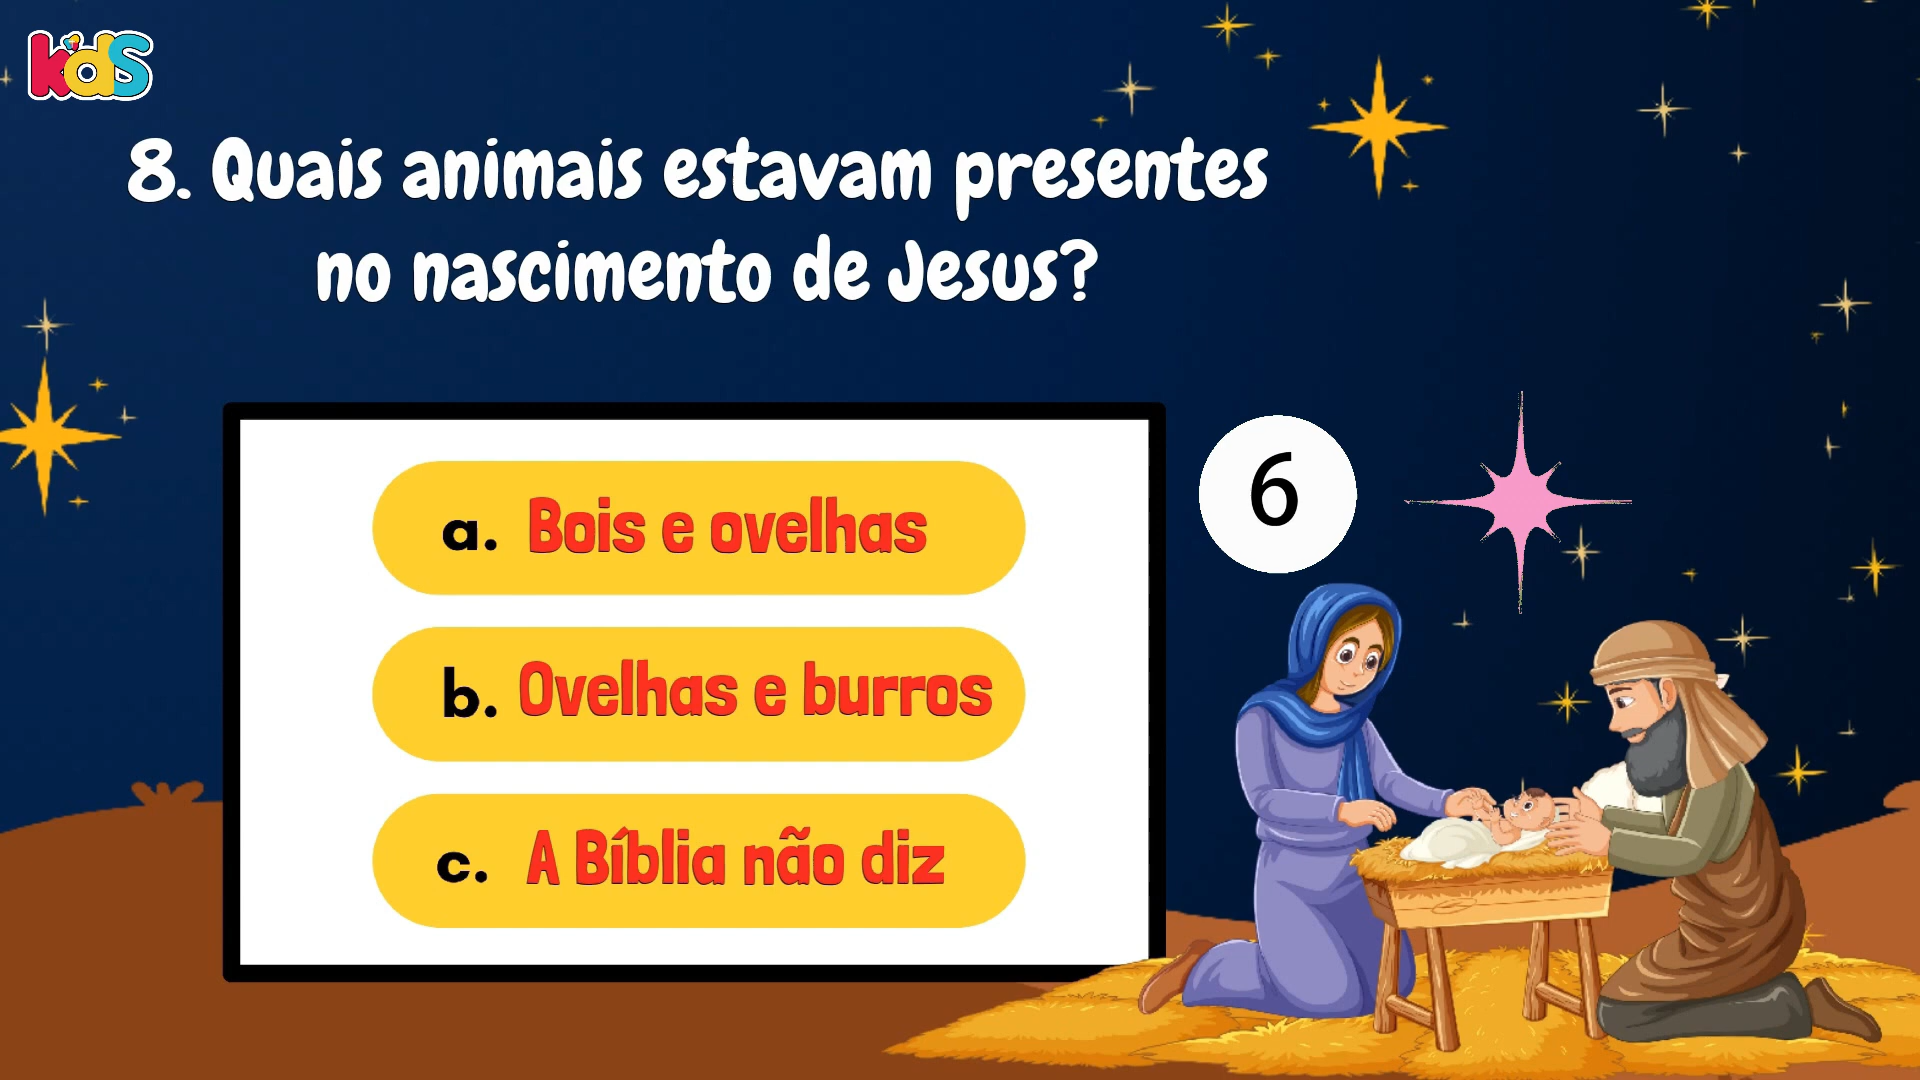 kids
8. Quais animais estavam presentes
no nascimento de Jesus?
a. Bois e ovelhas
6
b. Ovelhas e burros
c. A Bíblia não diz